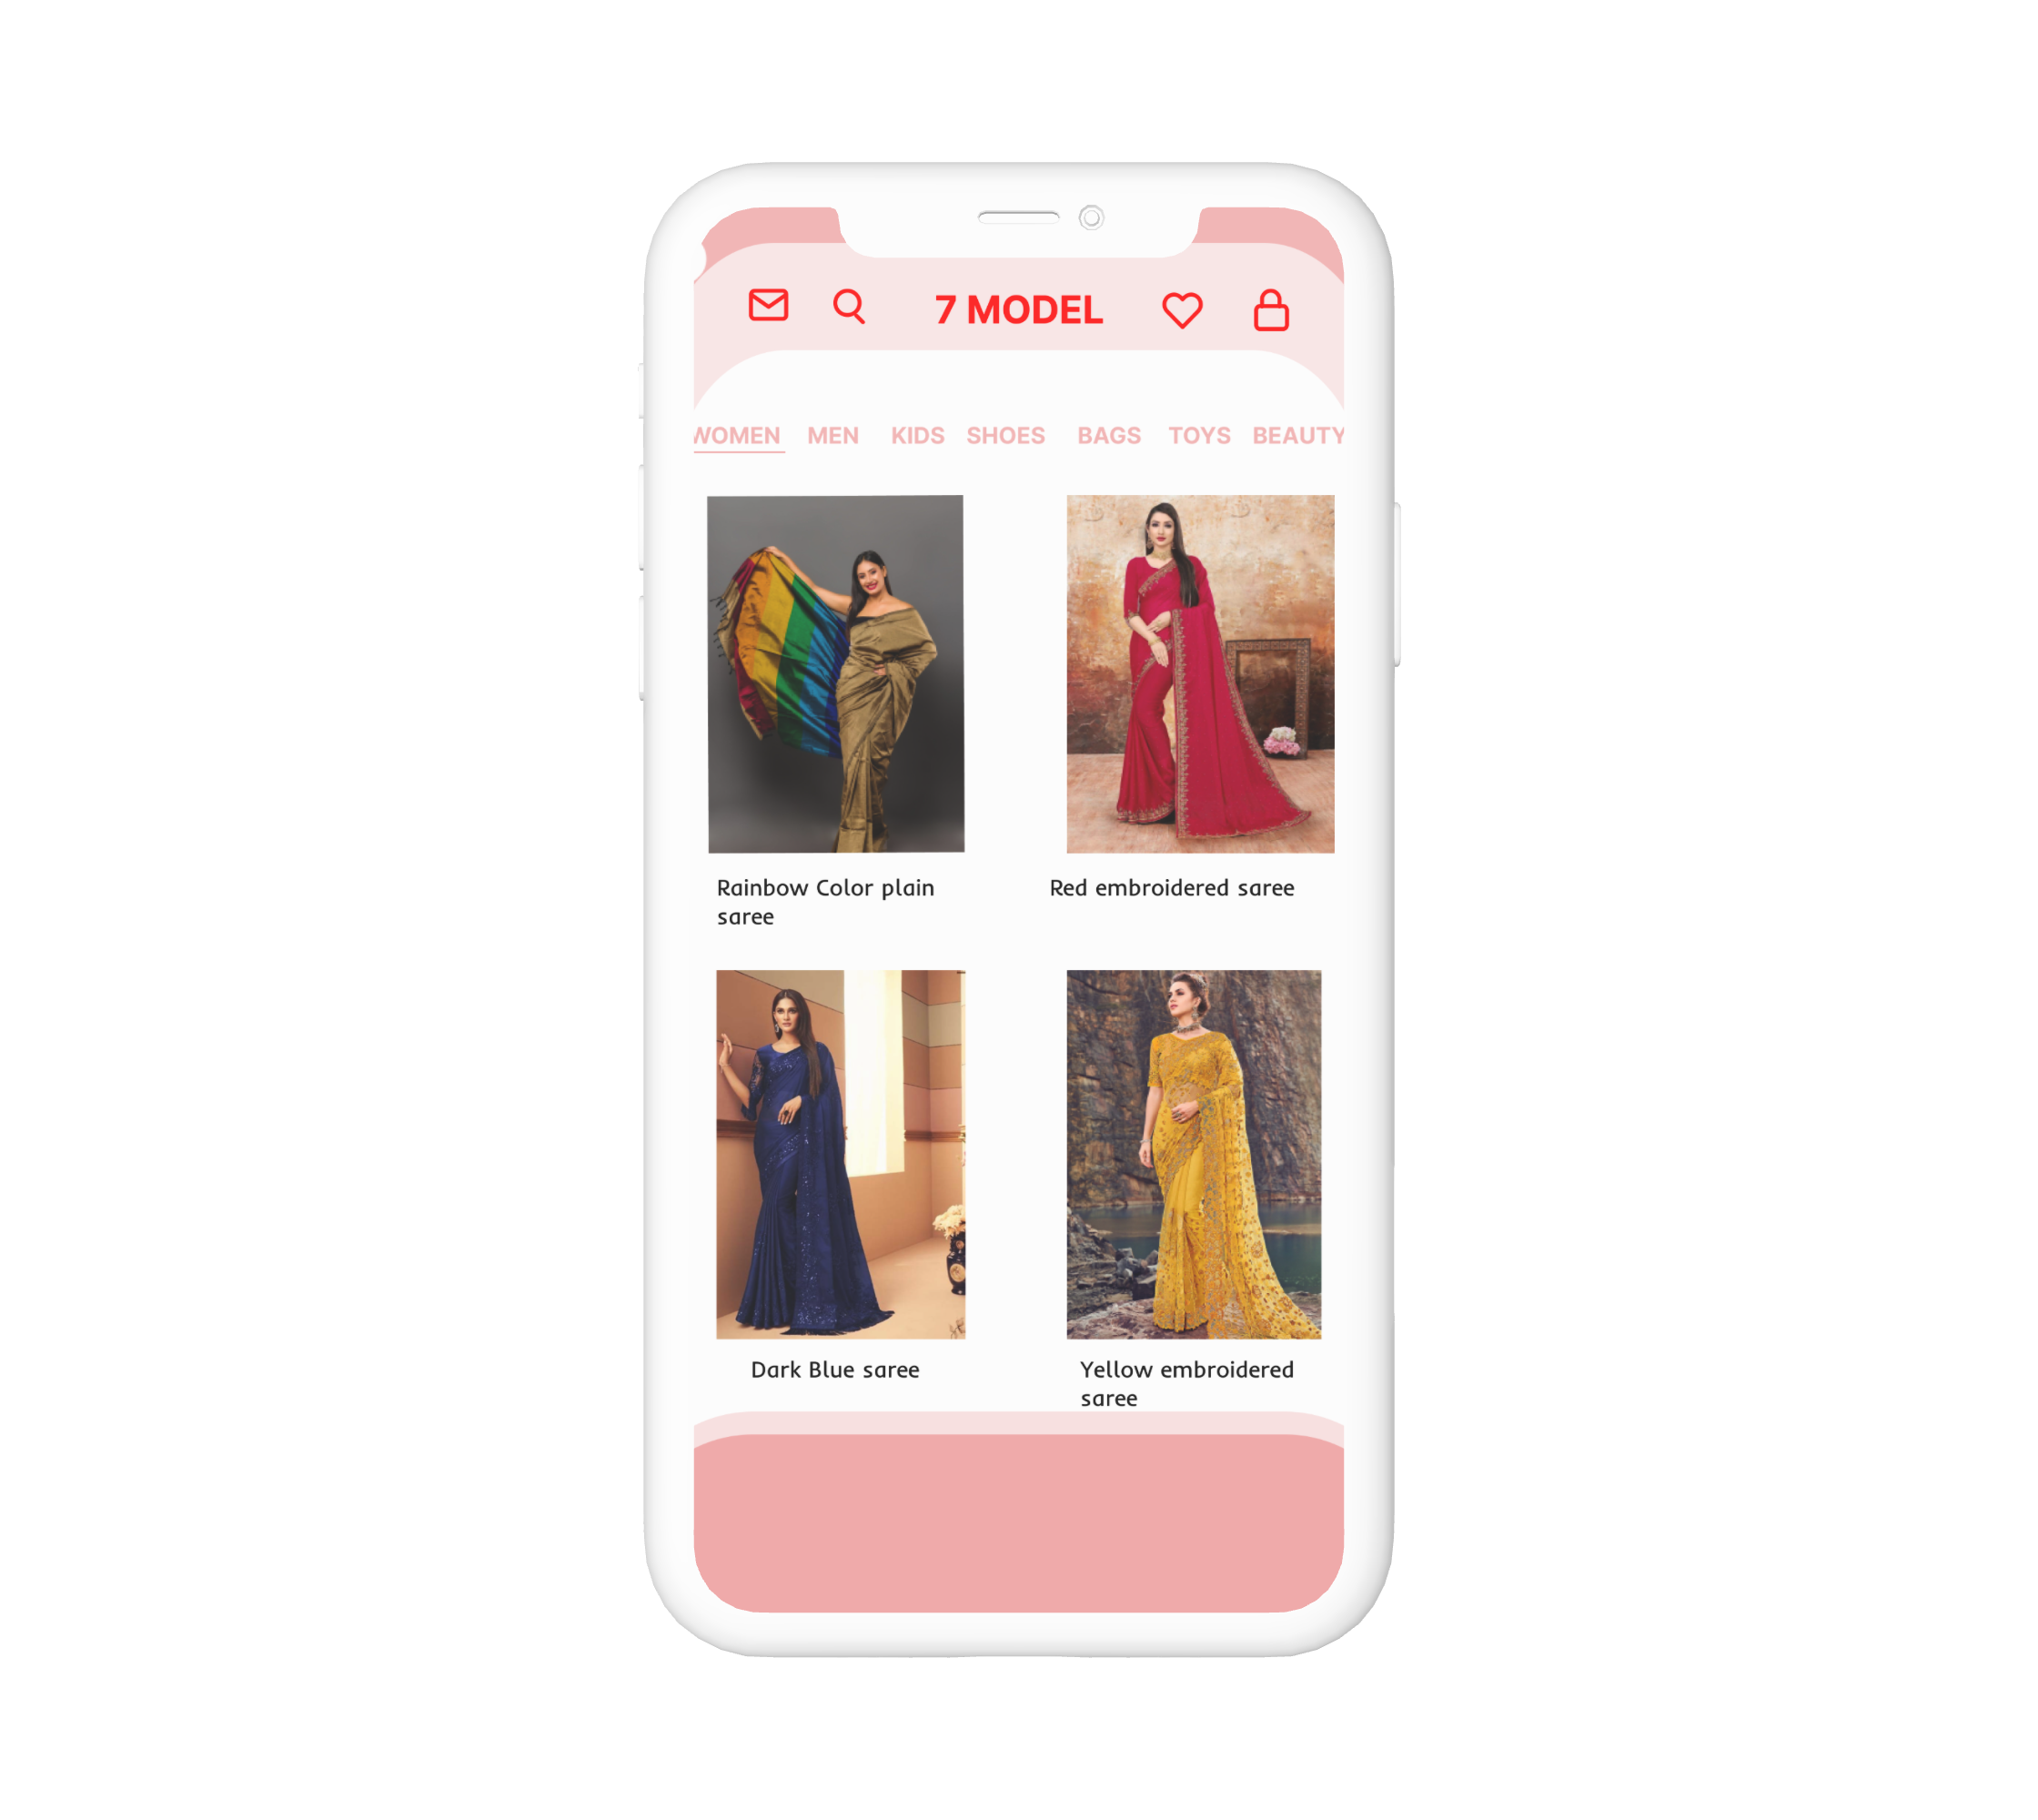 7 MODEL
WOMEN MEN KIDS SHOES BAGS TOYS BEAUTY
Rainbow Color plain
saree
Red embroidered saree
Dark Blue saree
Yellow embroidered
saree